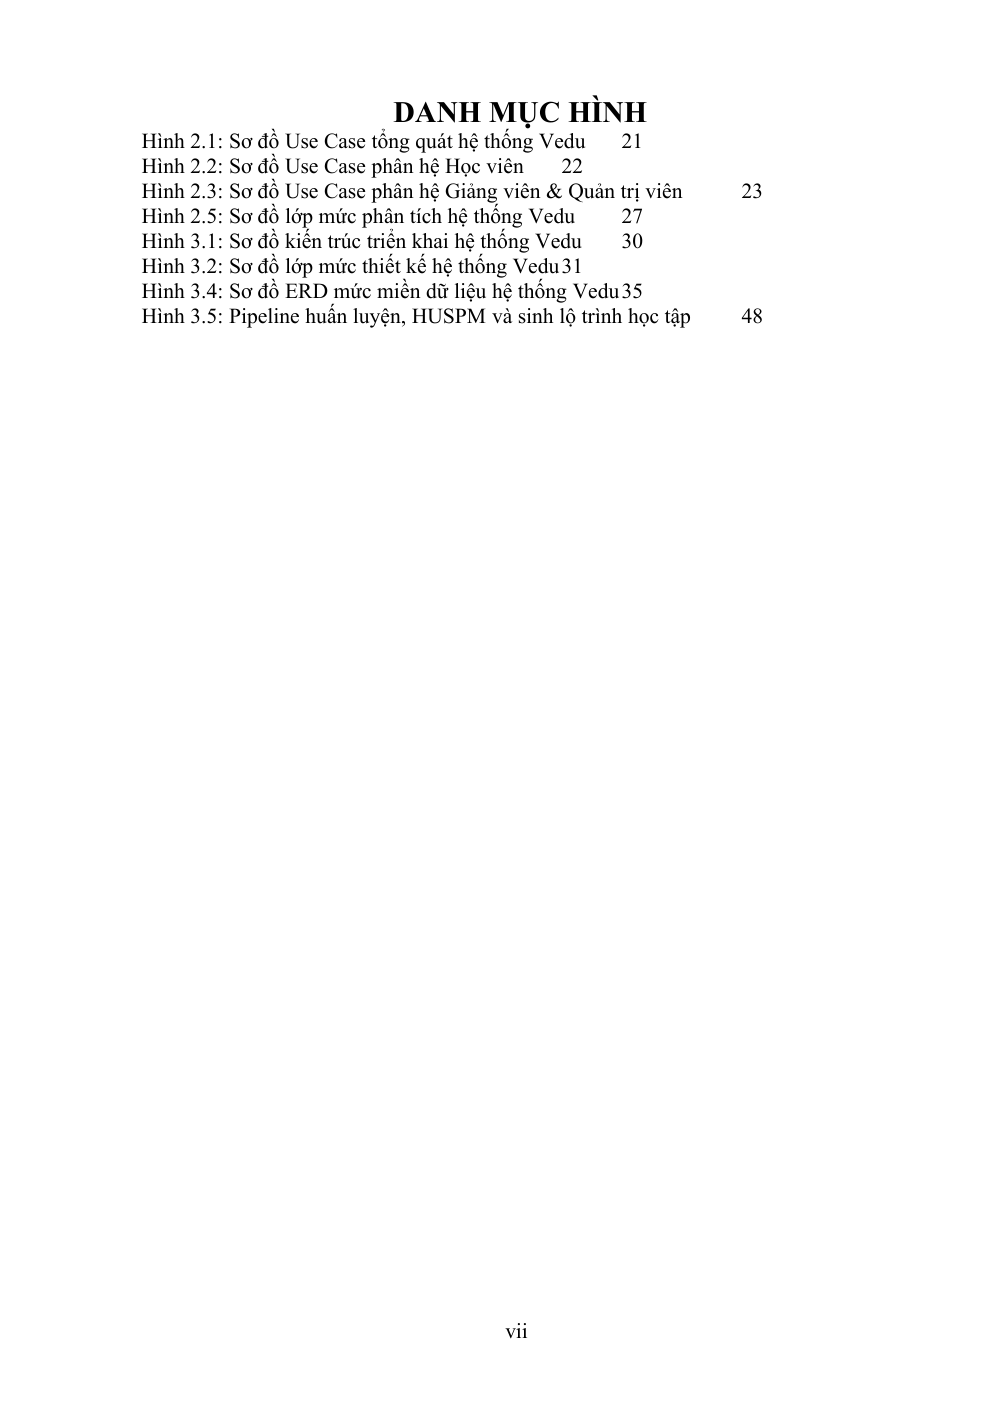 DANH MỤC HÌNH
Hình 2.1: Sơ đồ Use Case tổng quát hệ thống Vedu 21
Hình 2.2: Sơ đồ Use Case phân hệ Học viên 22
Hình 2.3: Sơ đồ Use Case phân hệ Giảng viên & Quản trị viên 23
Hình 2.5: Sơ đồ lớp mức phân tích hệ thống Vedu 27
Hình 3.1: Sơ đồ kiến trúc triển khai hệ thống Vedu 30
Hình 3.2: Sơ đồ lớp mức thiết kế hệ thống Vedu 31
Hình 3.4: Sơ đồ ERD mức miền dữ liệu hệ thống Vedu 35
Hình 3.5: Pipeline huấn luyện, HUSPM và sinh lộ trình học tập 48
vii